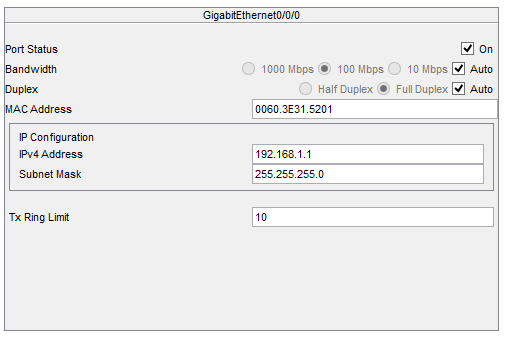 GigabitEthernet0/0/0
Port Status On
Bandwidth 1000 Mbps 100 Mbps 10 Mbps Auto
Duplex Half Duplex Full Duplex Auto
MAC Address 0060.3E31.5201
IP Configuration
IPv4 Address 192.168.1.1
Subnet Mask 255.255.255.0
Tx Ring Limit 10